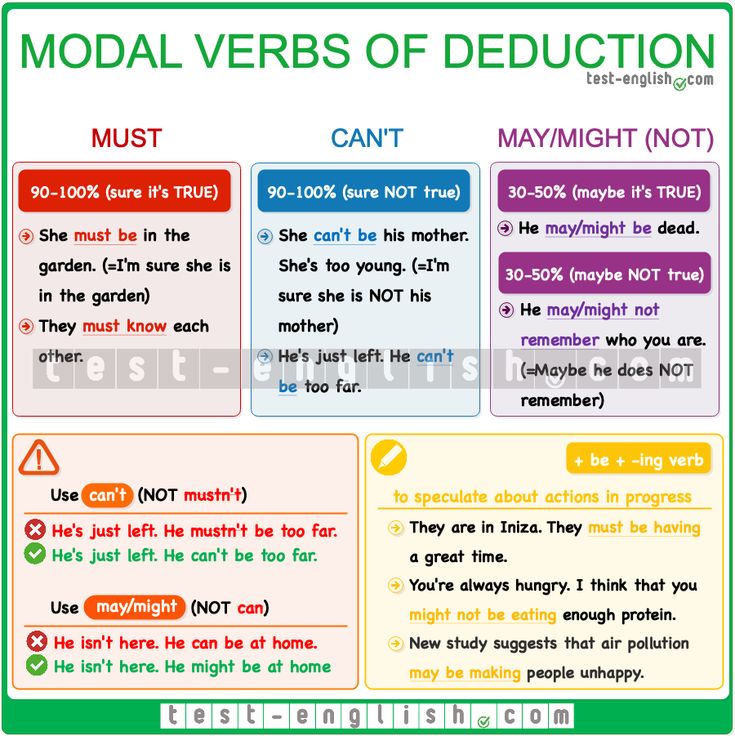 MODAL VERBS OF DEDUCTION
test-english.com
MUST
90-100% (sure it's TRUE)
She must be in the
garden. (=I'm sure she is
in the garden)
They must know each
other.
CAN'T
90-100% (sure NOT true)
She can't be his mother.
She's too young. (=I'm
sure she is NOT his
mother)
He's just left. He can't
be too far.
MAY/MIGHT (NOT)
30-50% (maybe it's TRUE)
He may/might be dead.
30-50% (maybe NOT true)
He may/might not
remember who you are.
(=Maybe he does NOT
remember)
test-english.com
Use can't (NOT mustn't)
He's just left. He mustn't be too far.
He's just left. He can't be too far.
Use may/might (NOT can)
He isn't here. He can be at home.
He isn't here. He might be at home
+ be + -ing verb
to speculate about actions in progress
They are in Iniza. They must be having
a great time.
You're always hungry. I think that you
might not be eating enough protein.
New study suggests that air pollution
may be making people unhappy.
test-english.com